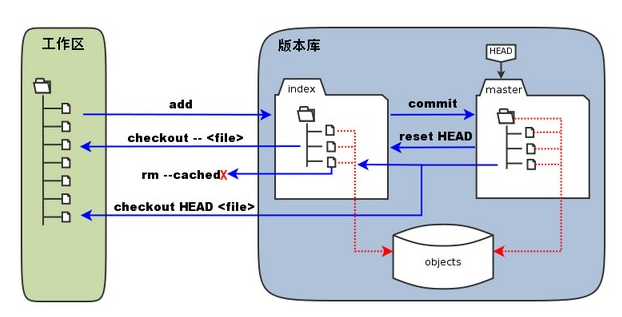 工作区
版本库
HEAD
index
master
add
commit
checkout -- <file>
reset HEAD
rm --cached
checkout HEAD <file>
objects